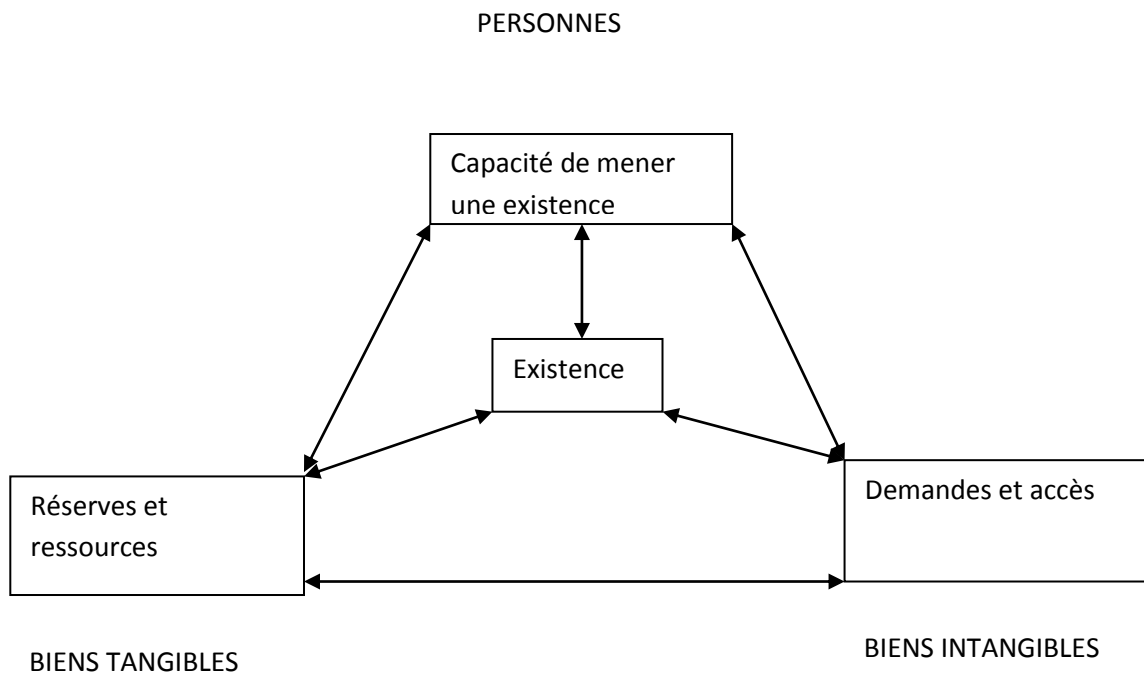 PERSONNES
Capacité de mener
une existence
Existence
Réserves et
ressources
Demandes et accès
BIENS TANGIBLES
BIENS INTANGIBLES